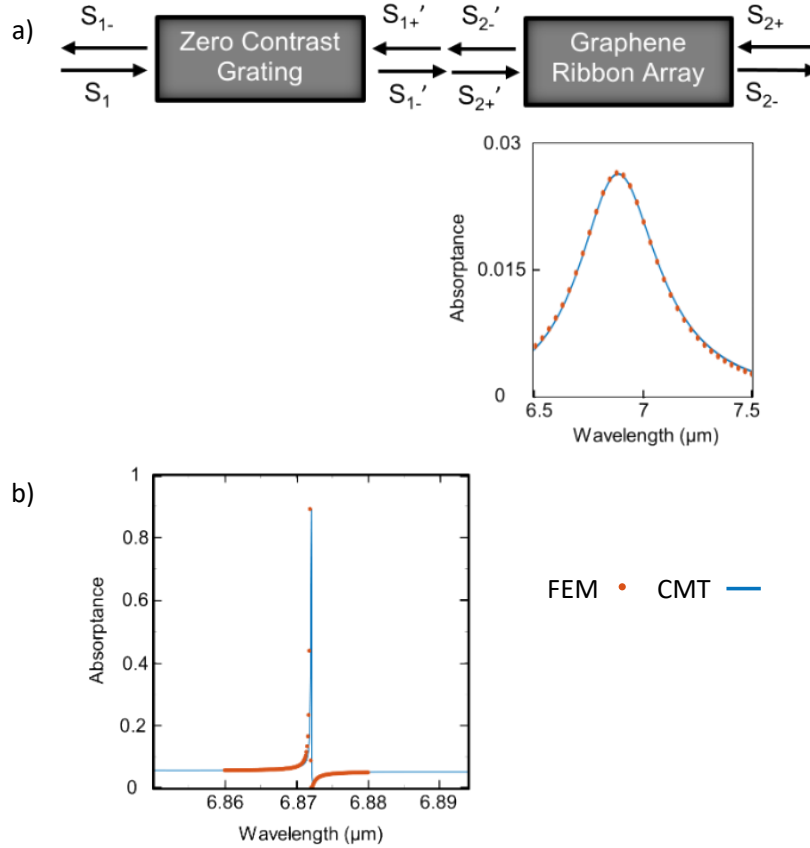 a)
S₁-
S₁
Zero Contrast
Grating
S₁₊′
S₁-′
S₂-′
S₂₊′
Graphene
Ribbon Array
S₂₊
S₂-
0.03
0.015
0
Absorptance
6.5
7
7.5
Wavelength (μm)
b)
1
0.8
0.6
0.4
0.2
0
Absorptance
6.86
6.87
6.88
6.89
Wavelength (μm)
FEM
CMT